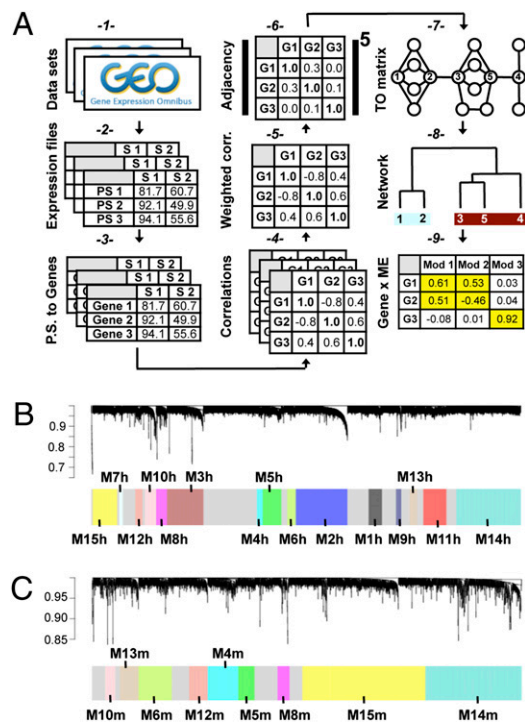 A
-1-
Data sets
GEO
Gene Expression Omnibus
-2-
Expression files
S 1 S 2
S 1 S 2
S 1 S 2
PS 1 81.7 60.7
PS 2 92.1 49.9
PS 3 94.1 55.6
-3-
P.S. to Genes
S 1 S 2
S 1 S 2
S 1 S 2
Gene 1 81.7 60.7
Gene 2 92.1 49.9
Gene 3 94.1 55.6
-4-
Correlations
G1 G2 G3
G1 1.0 -0.8 0.4
G2 -0.8 1.0 0.6
G3 0.4 0.6 1.0
-5-
Weighted corr.
G1 G2 G3
G1 1.0 -0.8 0.4
G2 -0.8 1.0 0.6
G3 0.4 0.6 1.0
-6-
Adjacency
5
G1 G2 G3
G1 1.0 0.3 0.0
G2 0.3 1.0 0.1
G3 0.0 0.1 1.0
-7-
TO matrix
1 2 3 5 4
-8-
Network
1 2 3 5 4
-9-
Gene x ME
Mod 1 Mod 2 Mod 3
G1 0.61 0.53 0.03
G2 0.51 -0.46 0.04
G3 -0.08 0.01 0.92
B
0.9
0.8
0.7
M7h M10h M3h M5h M13h
M15h M12h M8h M4h M6h M2h M1h M9h M11h M14h
C
0.95
0.90
0.85
M13m M4m
M10m M6m M12m M5m M8m M15m M14m